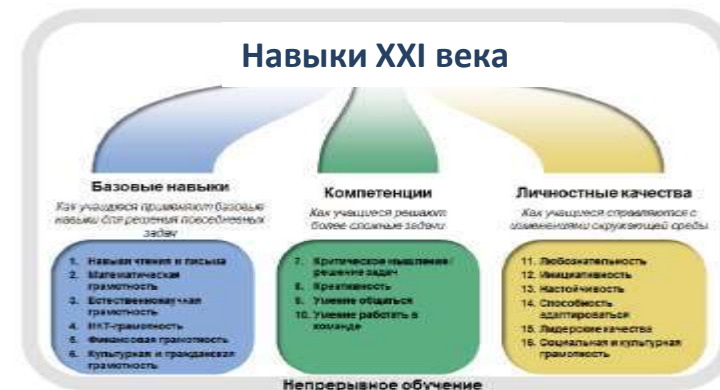 Навыки XXI века
Базовые навыки
Как учащиеся применяют базовые
навыки для решения повседневных
задач
1. Навыки чтения и письма
2. Математическая
грамотность
3. Естественнонаучная
грамотность
4. ИКТ-грамотность
5. Финансовая грамотность
6. Культурная и гражданская
грамотность
Компетенции
Как учащиеся решают
более сложные задачи
7. Критическое мышление/
решение задач
8. Креативность
9. Умение общаться
10. Умение работать в
команде
Личностные качества
Как учащиеся справляются с
изменениями окружающей среды
11. Любознательность
12. Инициативность
13. Настойчивость
14. Способность
адаптироваться
15. Лидерские качества
16. Социальная и культурная
грамотность
Непрерывное обучение